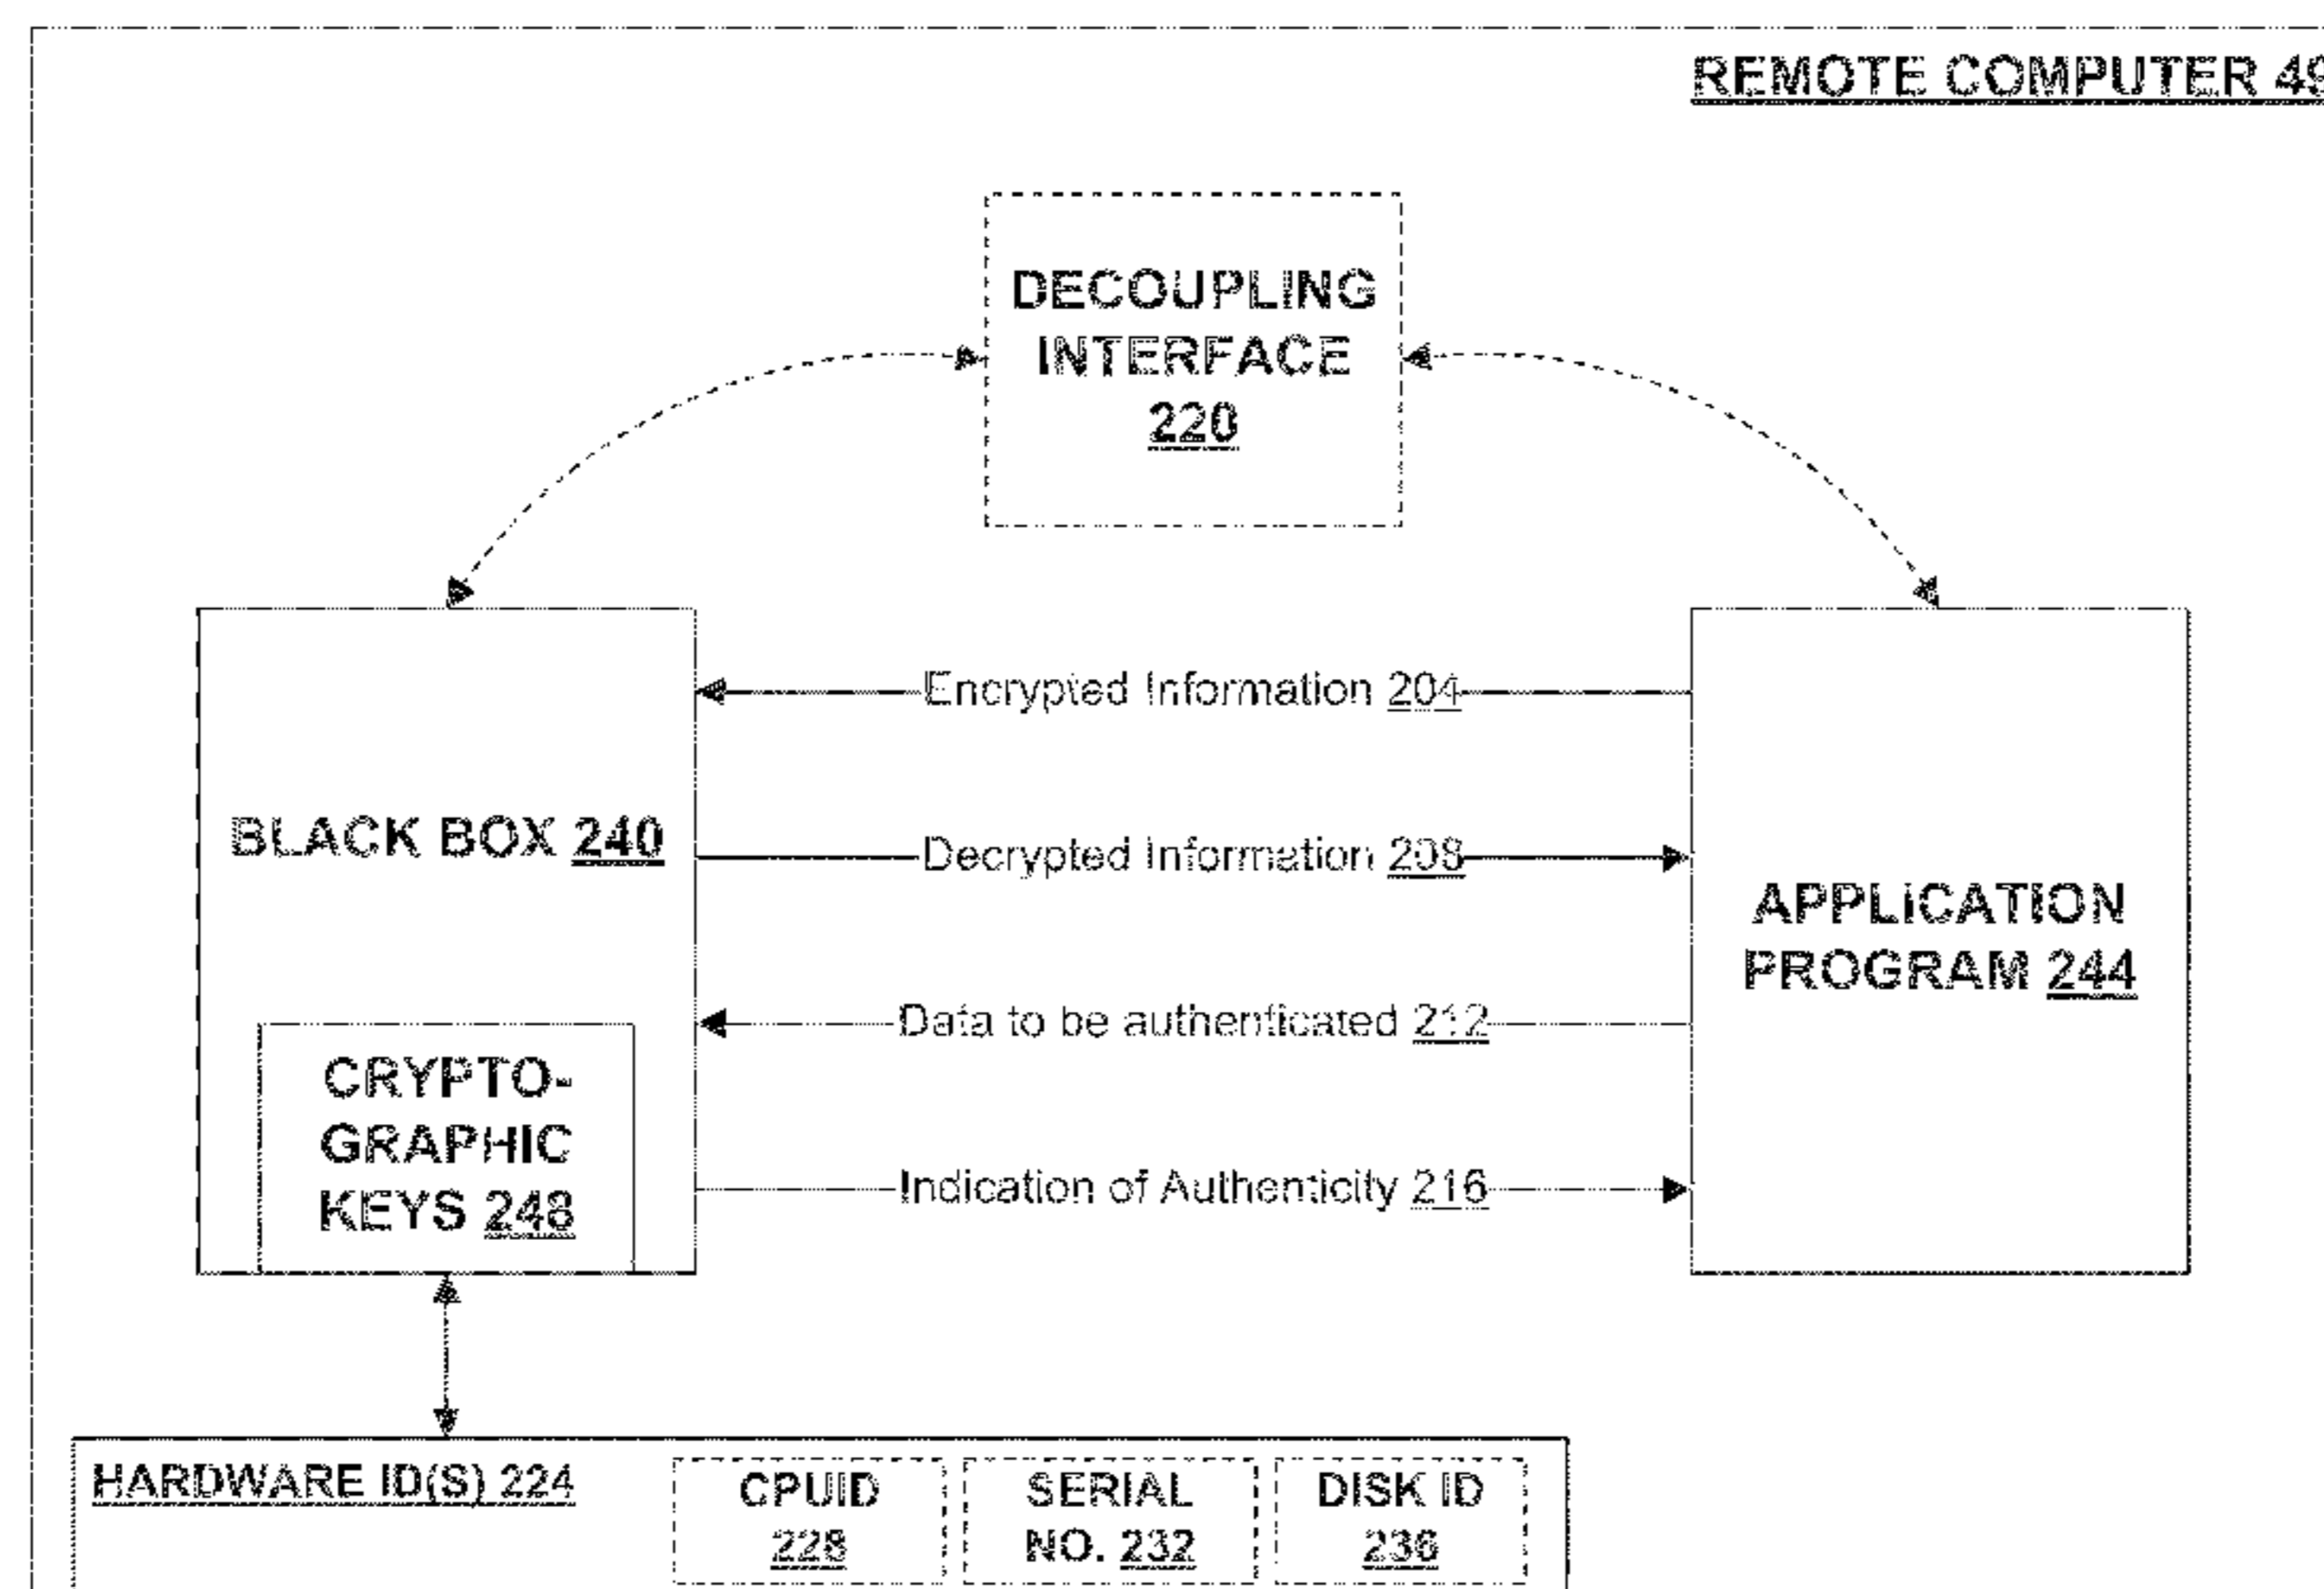 REMOTE COMPUTER 49
DECOUPLING
INTERFACE
220
Encrypted Information 204
BLACK BOX 240
Decrypted Information 208
APPLICATION
PROGRAM 244
Data to be authenticated 212
CRYPTO-
GRAPHIC
KEYS 248
Indication of Authenticity 216
HARDWARE ID(S) 224
CPUID
228
SERIAL
NO. 232
DISK ID
236